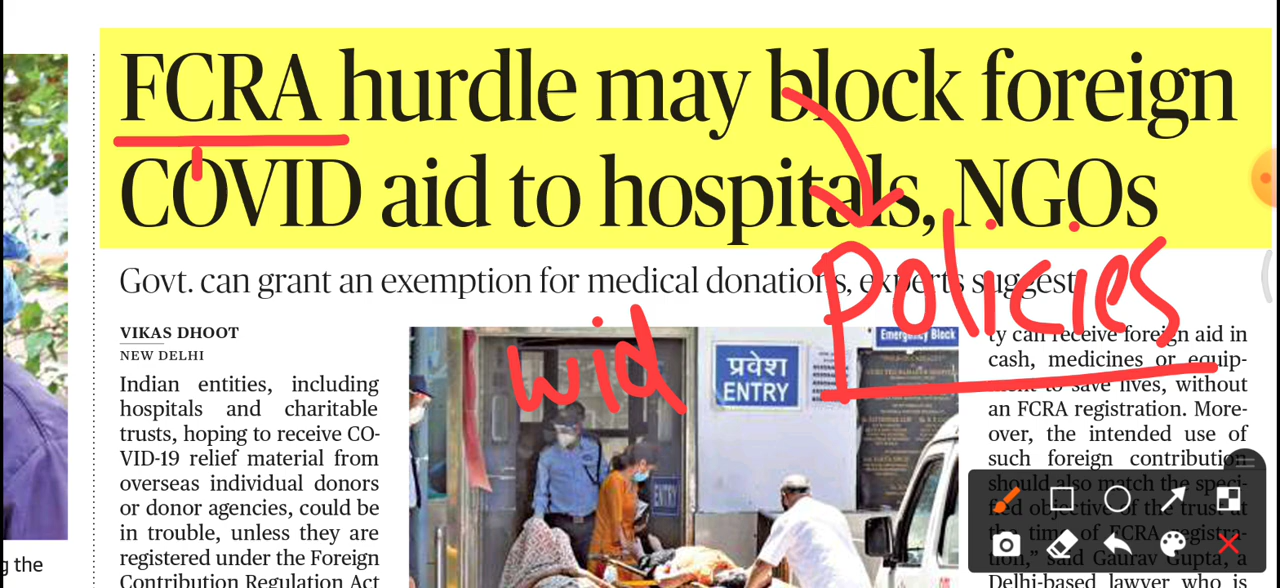 FCRA hurdle may block foreign
COVID aid to hospitals, NGOs
Govt. can grant an exemption for medical donations, experts suggest
policies
wid
VIKAS DHOOT
NEW DELHI
Indian entities, including
hospitals and charitable
trusts, hoping to receive CO-
VID-19 relief material from
overseas individual donors
or donor agencies, could be
in trouble, unless they are
registered under the Foreign
Contribution Regulation Act
g the
Emergency Block
प्रवेश
ENTRY
ENTRY
ty can receive foreign aid in
cash, medicines or equip-
ment to save lives, without
an FCRA registration. More-
over, the intended use of
such foreign contribution
should also match the speci-
fied objective of the trust at
the time of FCRA registra-
tion,” said Gaurav Gupta, a
Delhi-based lawyer who is